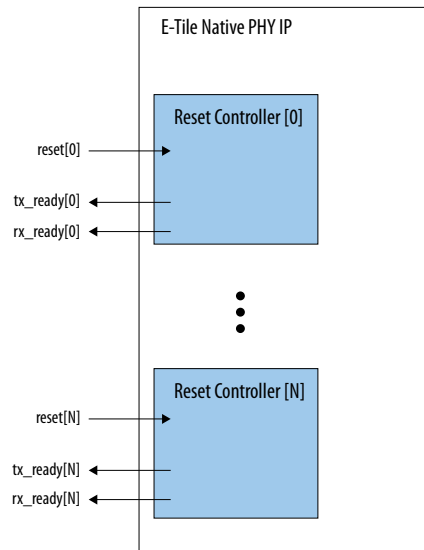 E-Tile Native PHY IP
Reset Controller [0]
reset[0]
tx_ready[0]
rx_ready[0]
Reset Controller [N]
reset[N]
tx_ready[N]
rx_ready[N]